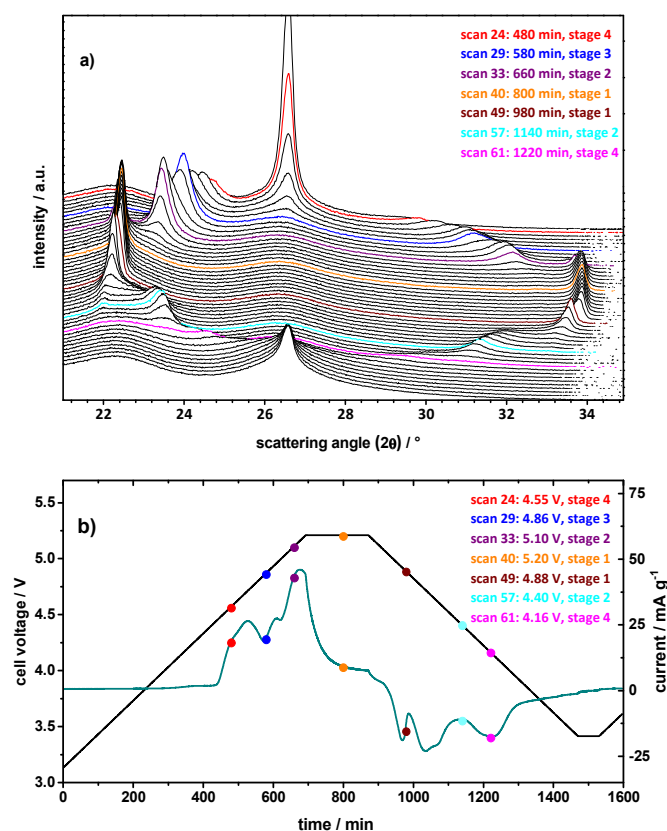 a)
scan 24: 480 min, stage 4
scan 29: 580 min, stage 3
scan 33: 660 min, stage 2
scan 40: 800 min, stage 1
scan 49: 980 min, stage 1
scan 57: 1140 min, stage 2
scan 61: 1220 min, stage 4
intensity / a.u.
22 24 26 28 30 32 34
scattering angle (2θ) / °
b)
scan 24: 4.55 V, stage 4
scan 29: 4.86 V, stage 3
scan 33: 5.10 V, stage 2
scan 40: 5.20 V, stage 1
scan 49: 4.88 V, stage 1
scan 57: 4.40 V, stage 2
scan 61: 4.16 V, stage 4
cell voltage / V
5.5
5.0
4.5
4.0
3.5
3.0
75
50
25
0
-25
current / mA g⁻¹
0 200 400 600 800 1000 1200 1400 1600
time / min